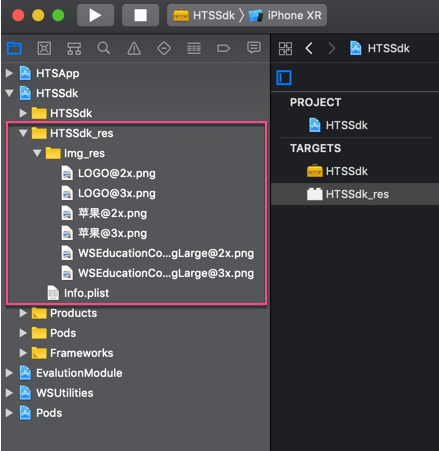 HTSSdk 〉 iPhone XR
HTSSdk
HTSApp
HTSSdk
HTSSdk
HTSSdk_res
Img_res
LOGO@2x.png
LOGO@3x.png
苹果@2x.png
苹果@3x.png
WSEducationCo...gLarge@2x.png
WSEducationCo...gLarge@3x.png
Info.plist
Products
Pods
Frameworks
EvalutionModule
WSUtilities
Pods
PROJECT
HTSSdk
TARGETS
HTSSdk
HTSSdk_res